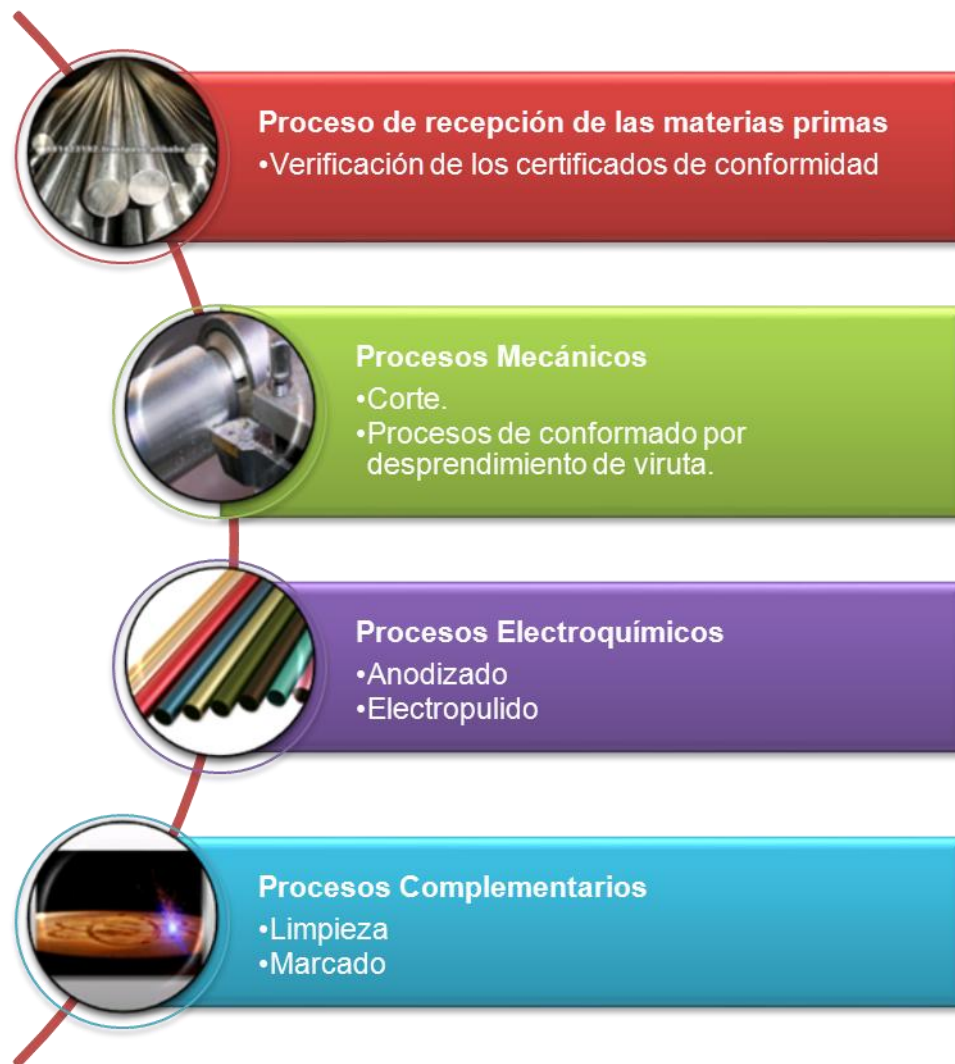 Proceso de recepción de las materias primas
•Verificación de los certificados de conformidad
Procesos Mecánicos
•Corte.
•Procesos de conformado por
desprendimiento de viruta.
Procesos Electroquímicos
•Anodizado
•Electropulido
Procesos Complementarios
•Limpieza
•Marcado